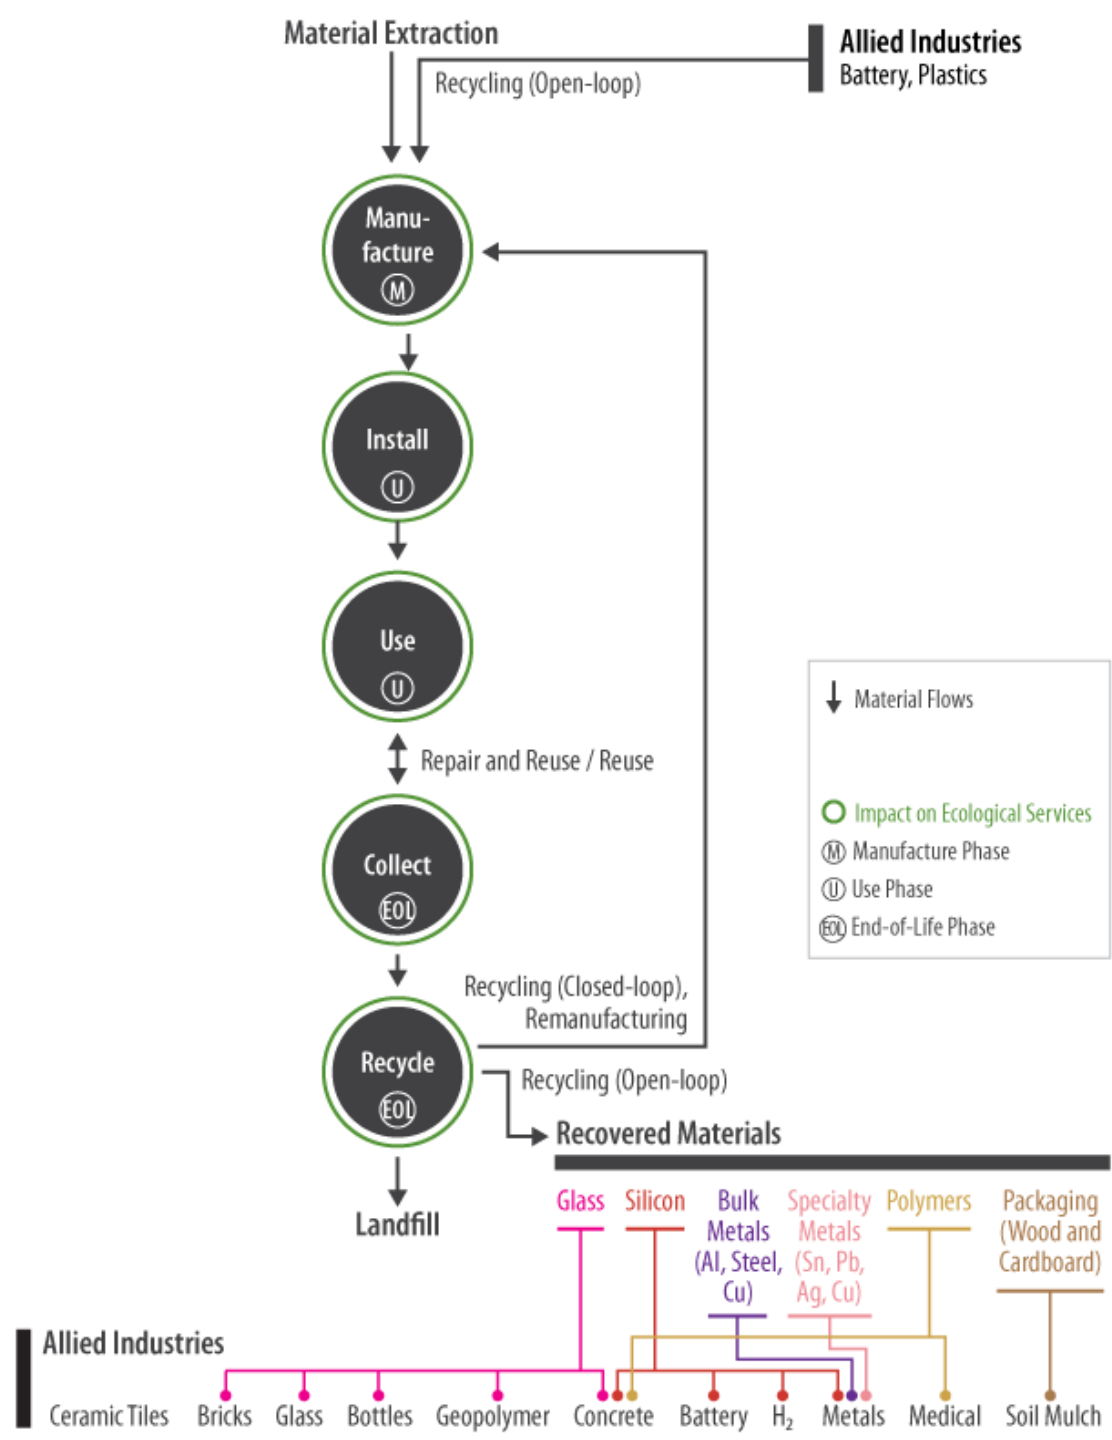 Material Extraction
Allied Industries
Battery, Plastics
Recycling (Open-loop)
Manu-
facture
M
Install
U
Use
U
Repair and Reuse / Reuse
Collect
EOL
Material Flows
Impact on Ecological Services
M Manufacture Phase
U Use Phase
EOL End-of-Life Phase
Recycling (Closed-loop),
Remanufacturing
Recycle
EOL
Recycling (Open-loop)
Recovered Materials
Landfill
Glass
Silicon
Bulk
Metals
(Al, Steel,
Cu)
Specialty
Metals
(Sn, Pb,
Ag, Cu)
Polymers
Packaging
(Wood and
Cardboard)
Allied Industries
Ceramic Tiles Bricks Glass Bottles Geopolymer Concrete Battery H₂ Metals Medical Soil Mulch